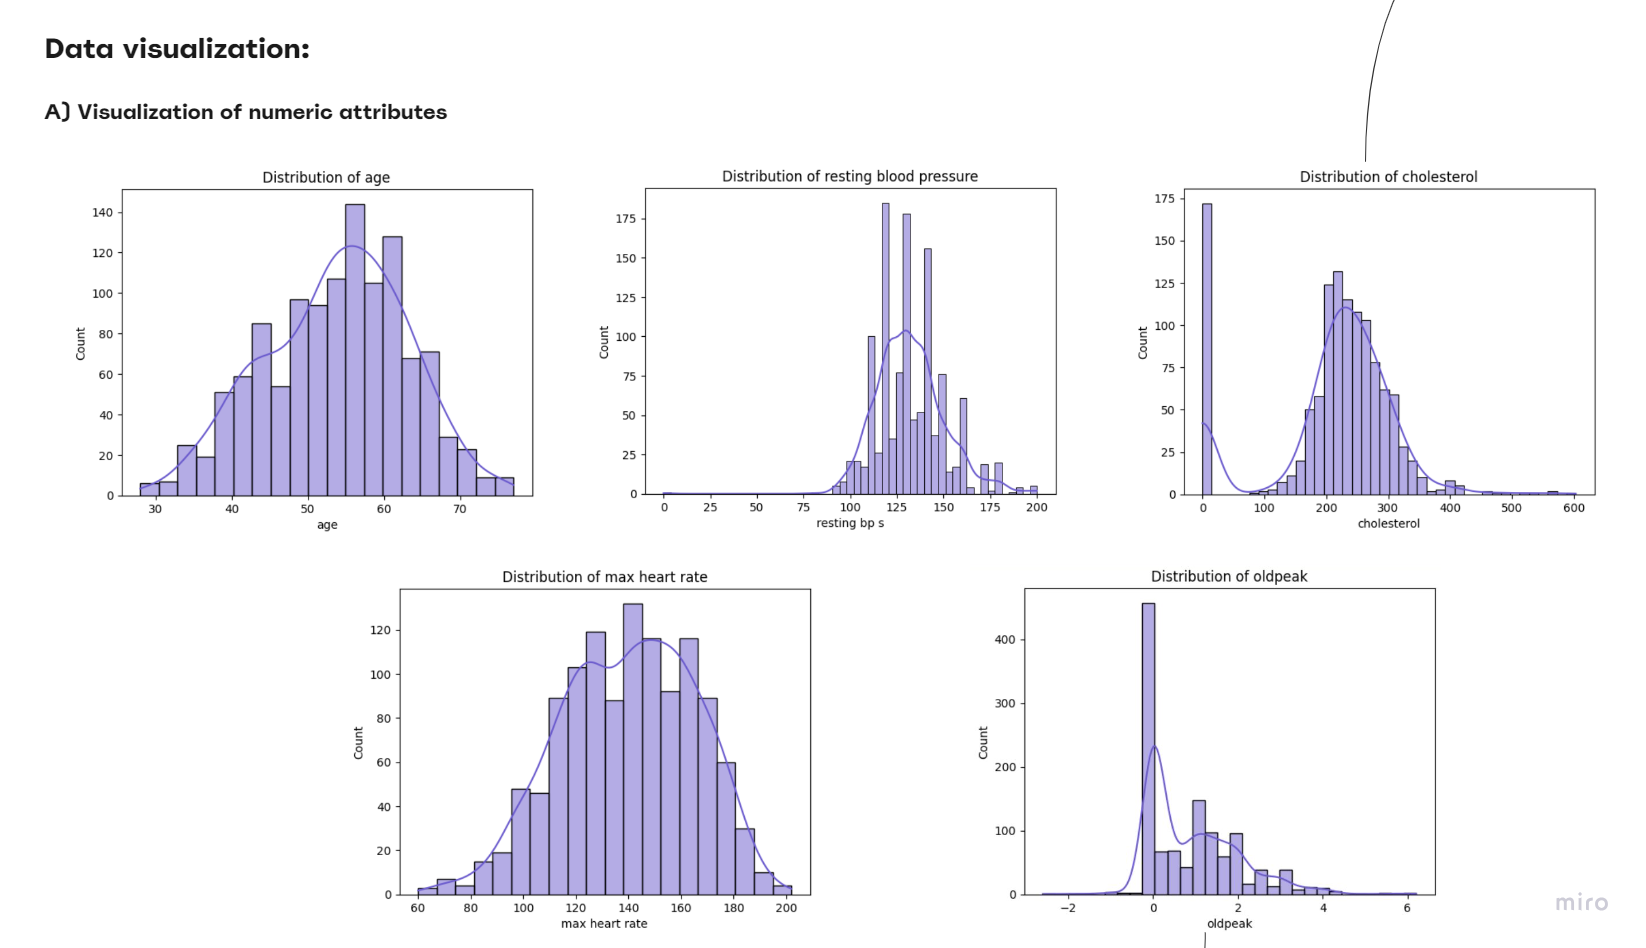 Data visualization:
A) Visualization of numeric attributes
Distribution of age
140
120
100
80
60
40
20
0
Count
30 40 50 60 70
age
Distribution of resting blood pressure
175
150
125
100
75
50
25
0
Count
0 25 50 75 100 125 150 175 200
resting bp s
Distribution of cholesterol
175
150
125
100
75
50
25
0
Count
0 100 200 300 400 500 600
cholesterol
Distribution of max heart rate
120
100
80
60
40
20
0
Count
60 80 100 120 140 160 180 200
max heart rate
Distribution of oldpeak
400
300
200
100
0
Count
−2 0 2 4 6
oldpeak
miro